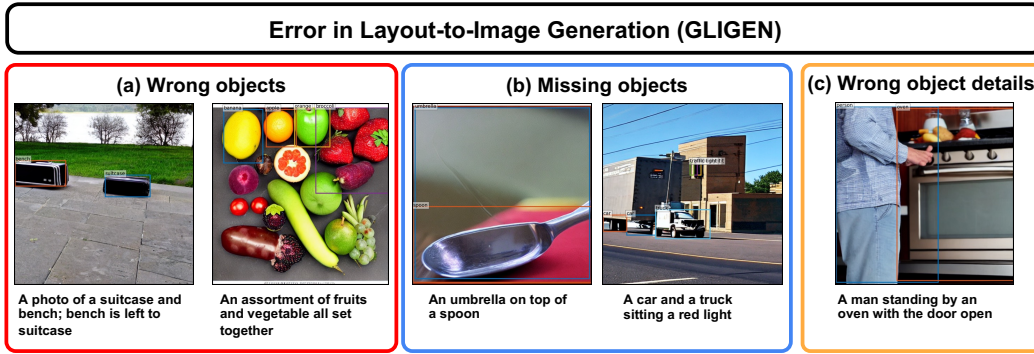 Error in Layout-to-Image Generation (GLIGEN)
(a) Wrong objects
bench
suitcase
A photo of a suitcase and
bench; bench is left to
suitcase
banana
apple
orange
broccoli
An assortment of fruits
and vegetable all set
together
(b) Missing objects
umbrella
spoon
An umbrella on top of
a spoon
traffic light
car
car
truck
A car and a truck
sitting a red light
(c) Wrong object details
person
oven
A man standing by an
oven with the door open